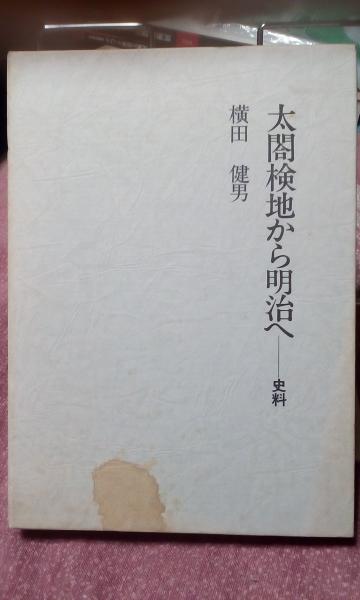 太閤検地から明治へ——史料
横田 健男